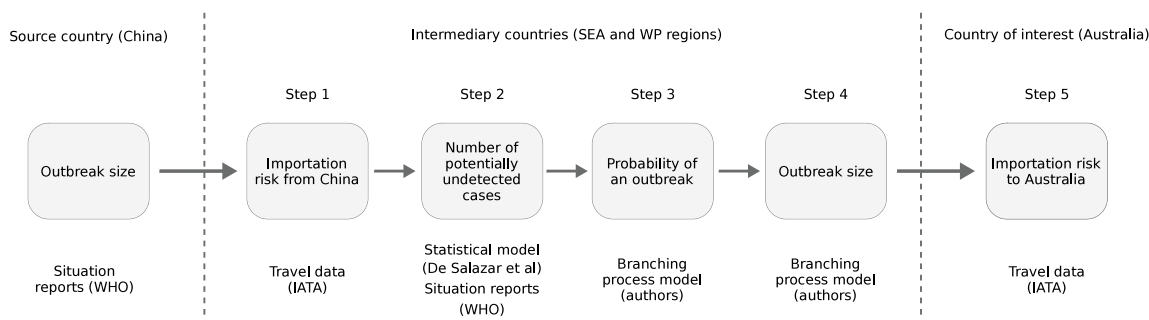 Source country (China)
Intermediary countries (SEA and WP regions)
Country of interest (Australia)
Step 1
Step 2
Step 3
Step 4
Step 5
Outbreak size
Importation
risk from China
Number of
potentially
undetected
cases
Probability of
an outbreak
Outbreak size
Importation risk
to Australia
Situation
reports (WHO)
Travel data
(IATA)
Statistical model
(De Salazar et al)
Situation reports
(WHO)
Branching
process model
(authors)
Branching
process model
(authors)
Travel data
(IATA)